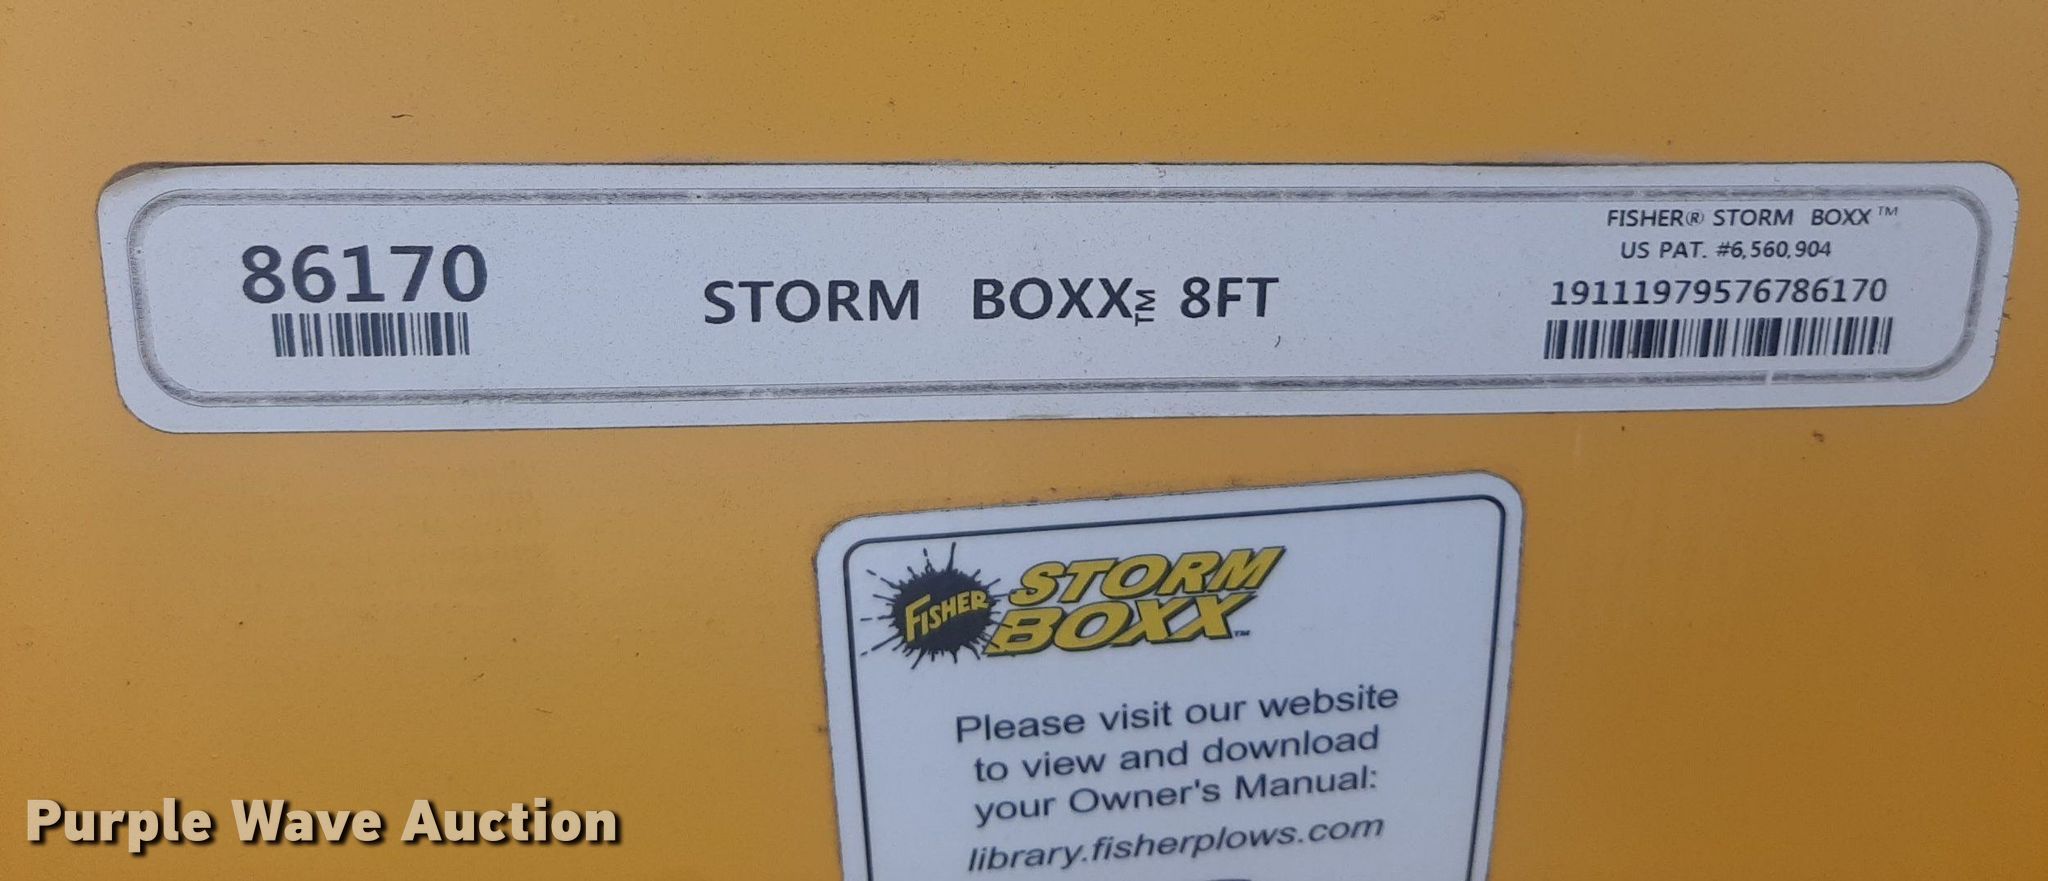 86170
STORM BOXX™ 8FT
FISHER® STORM BOXX™
US PAT. #6,560,904
19111979576786170
FISHER
STORM
BOXX™
Please visit our website
to view and download
your Owner's Manual:
library.fisherplows.com
Purple Wave Auction